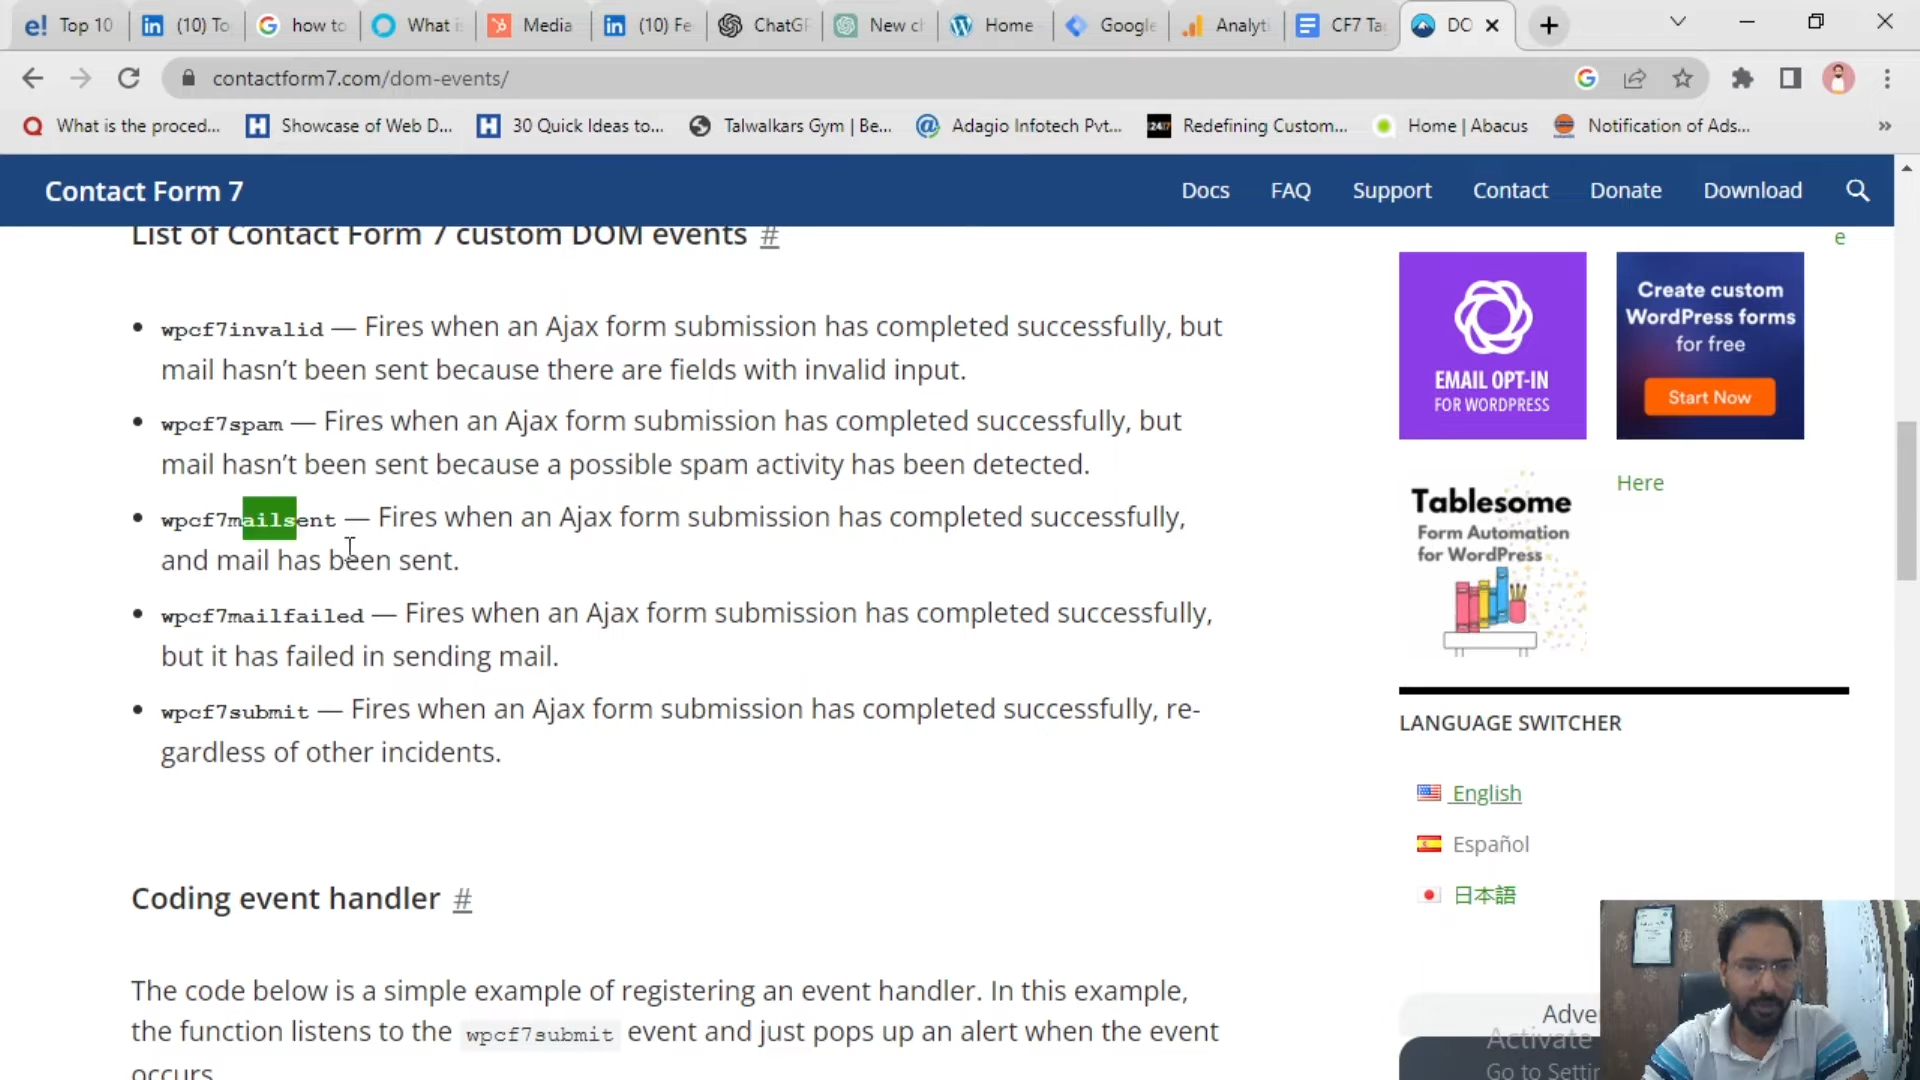 Top 10
(10) To
how to
What is
Media
(10) Fe
ChatGP
New ch
Home
Google
Analyti
CF7 Ta
DO
contactform7.com/dom-events/
What is the proced...
Showcase of Web D...
30 Quick Ideas to...
Talwalkars Gym | Be...
Adagio Infotech Pvt...
Redefining Custom...
Home | Abacus
Notification of Ads...
Contact Form 7
Docs
FAQ
Support
Contact
Donate
Download
List of Contact Form 7 custom DOM events #
e
wpcf7invalid — Fires when an Ajax form submission has completed successfully, but
mail hasn't been sent because there are fields with invalid input.
wpcf7spam — Fires when an Ajax form submission has completed successfully, but
mail hasn't been sent because a possible spam activity has been detected.
wpcf7mailsent — Fires when an Ajax form submission has completed successfully,
and mail has been sent.
wpcf7mailfailed — Fires when an Ajax form submission has completed successfully,
but it has failed in sending mail.
wpcf7submit — Fires when an Ajax form submission has completed successfully, re-
gardless of other incidents.
Coding event handler #
The code below is a simple example of registering an event handler. In this example,
the function listens to the wpcf7submit event and just pops up an alert when the event
occurs
EMAIL OPT-IN
FOR WORDPRESS
Create custom
WordPress forms
for free
Start Now
Tablesome
Form Automation
for WordPress
Here
LANGUAGE SWITCHER
English
Español
日本語
Adve
Activate
Go to Settin